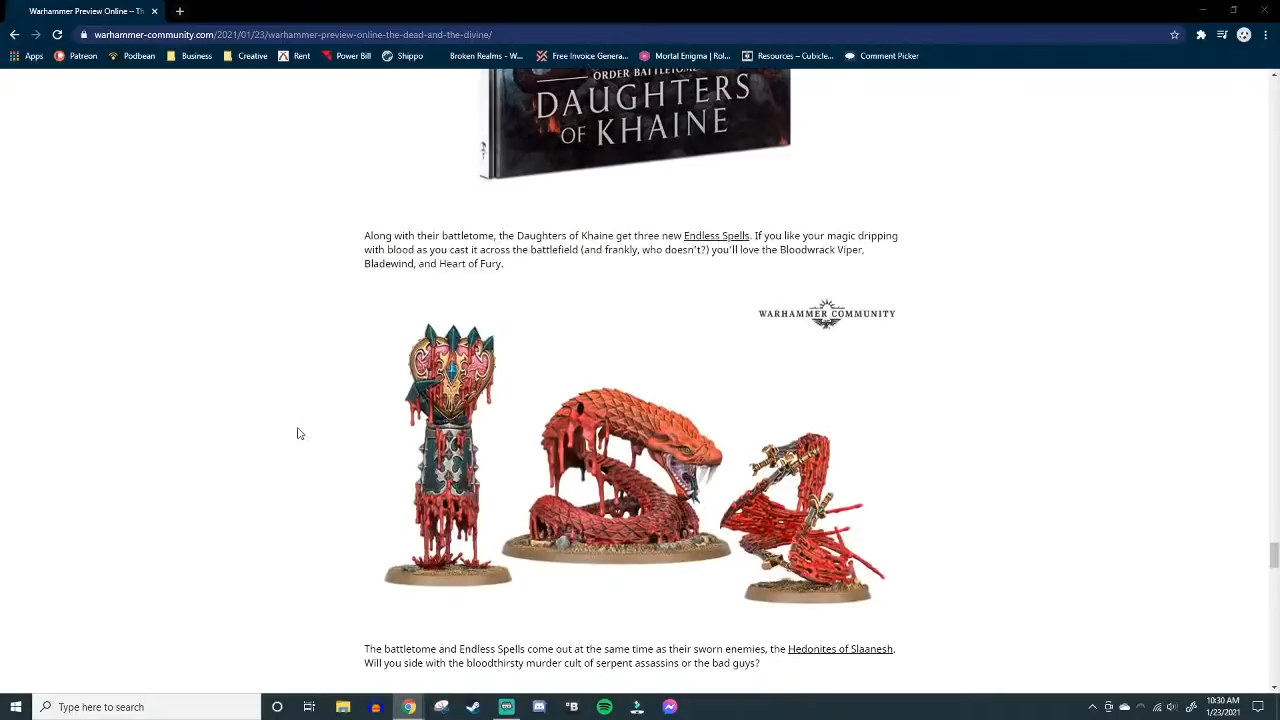 Warhammer Preview Online – Th
warhammer-community.com/2021/01/23/warhammer-preview-online-the-dead-and-the-divine/
Apps Patreon Podbean Business Creative Rent Power Bill Shippo Broken Realms - W... Free Invoice Genera... Mortal Enigma | Rol... Resources – Cubicle... Comment Picker
ORDER BATTLETOME
DAUGHTERS
OF KHAINE
Along with their battletome, the Daughters of Khaine get three new Endless Spells. If you like your magic dripping
with blood as you cast it across the battlefield (and frankly, who doesn't?) you'll love the Bloodwrack Viper,
Bladewind, and Heart of Fury.
WARHAMMER COMMUNITY
The battletome and Endless Spells come out at the same time as their sworn enemies, the Hedonites of Slaanesh.
Will you side with the bloodthirsty murder cult of serpent assassins or the bad guys?
Type here to search
10:30 AM
1/23/2021